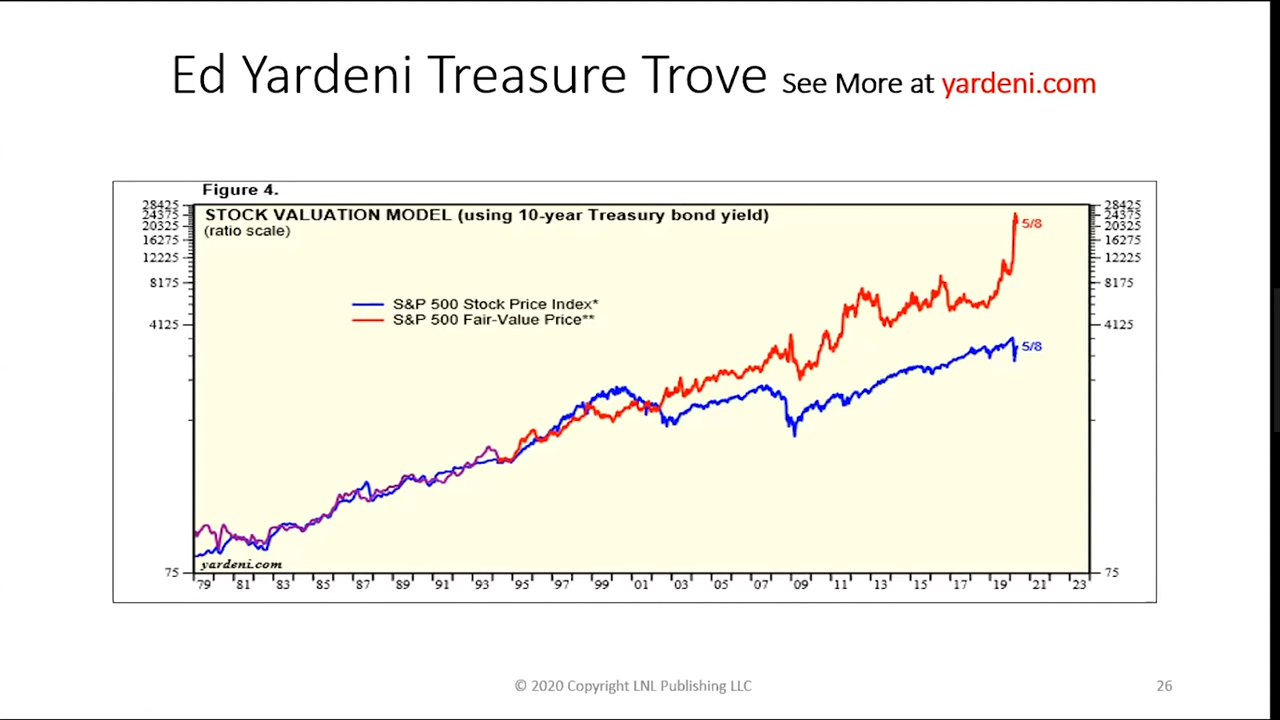 Ed Yardeni Treasure Trove See More at yardeni.com
Figure 4.
STOCK VALUATION MODEL (using 10-year Treasury bond yield)
(ratio scale)
28425
24375
20325
16275
12225
8175
4125
75
28425
24375
20325
16275
12225
8175
4125
75
S&P 500 Stock Price Index*
S&P 500 Fair-Value Price**
5/8
5/8
yardeni.com
79 81 83 85 87 89 91 93 95 97 99 01 03 05 07 09 11 13 15 17 19 21 23
© 2020 Copyright LNL Publishing LLC
26